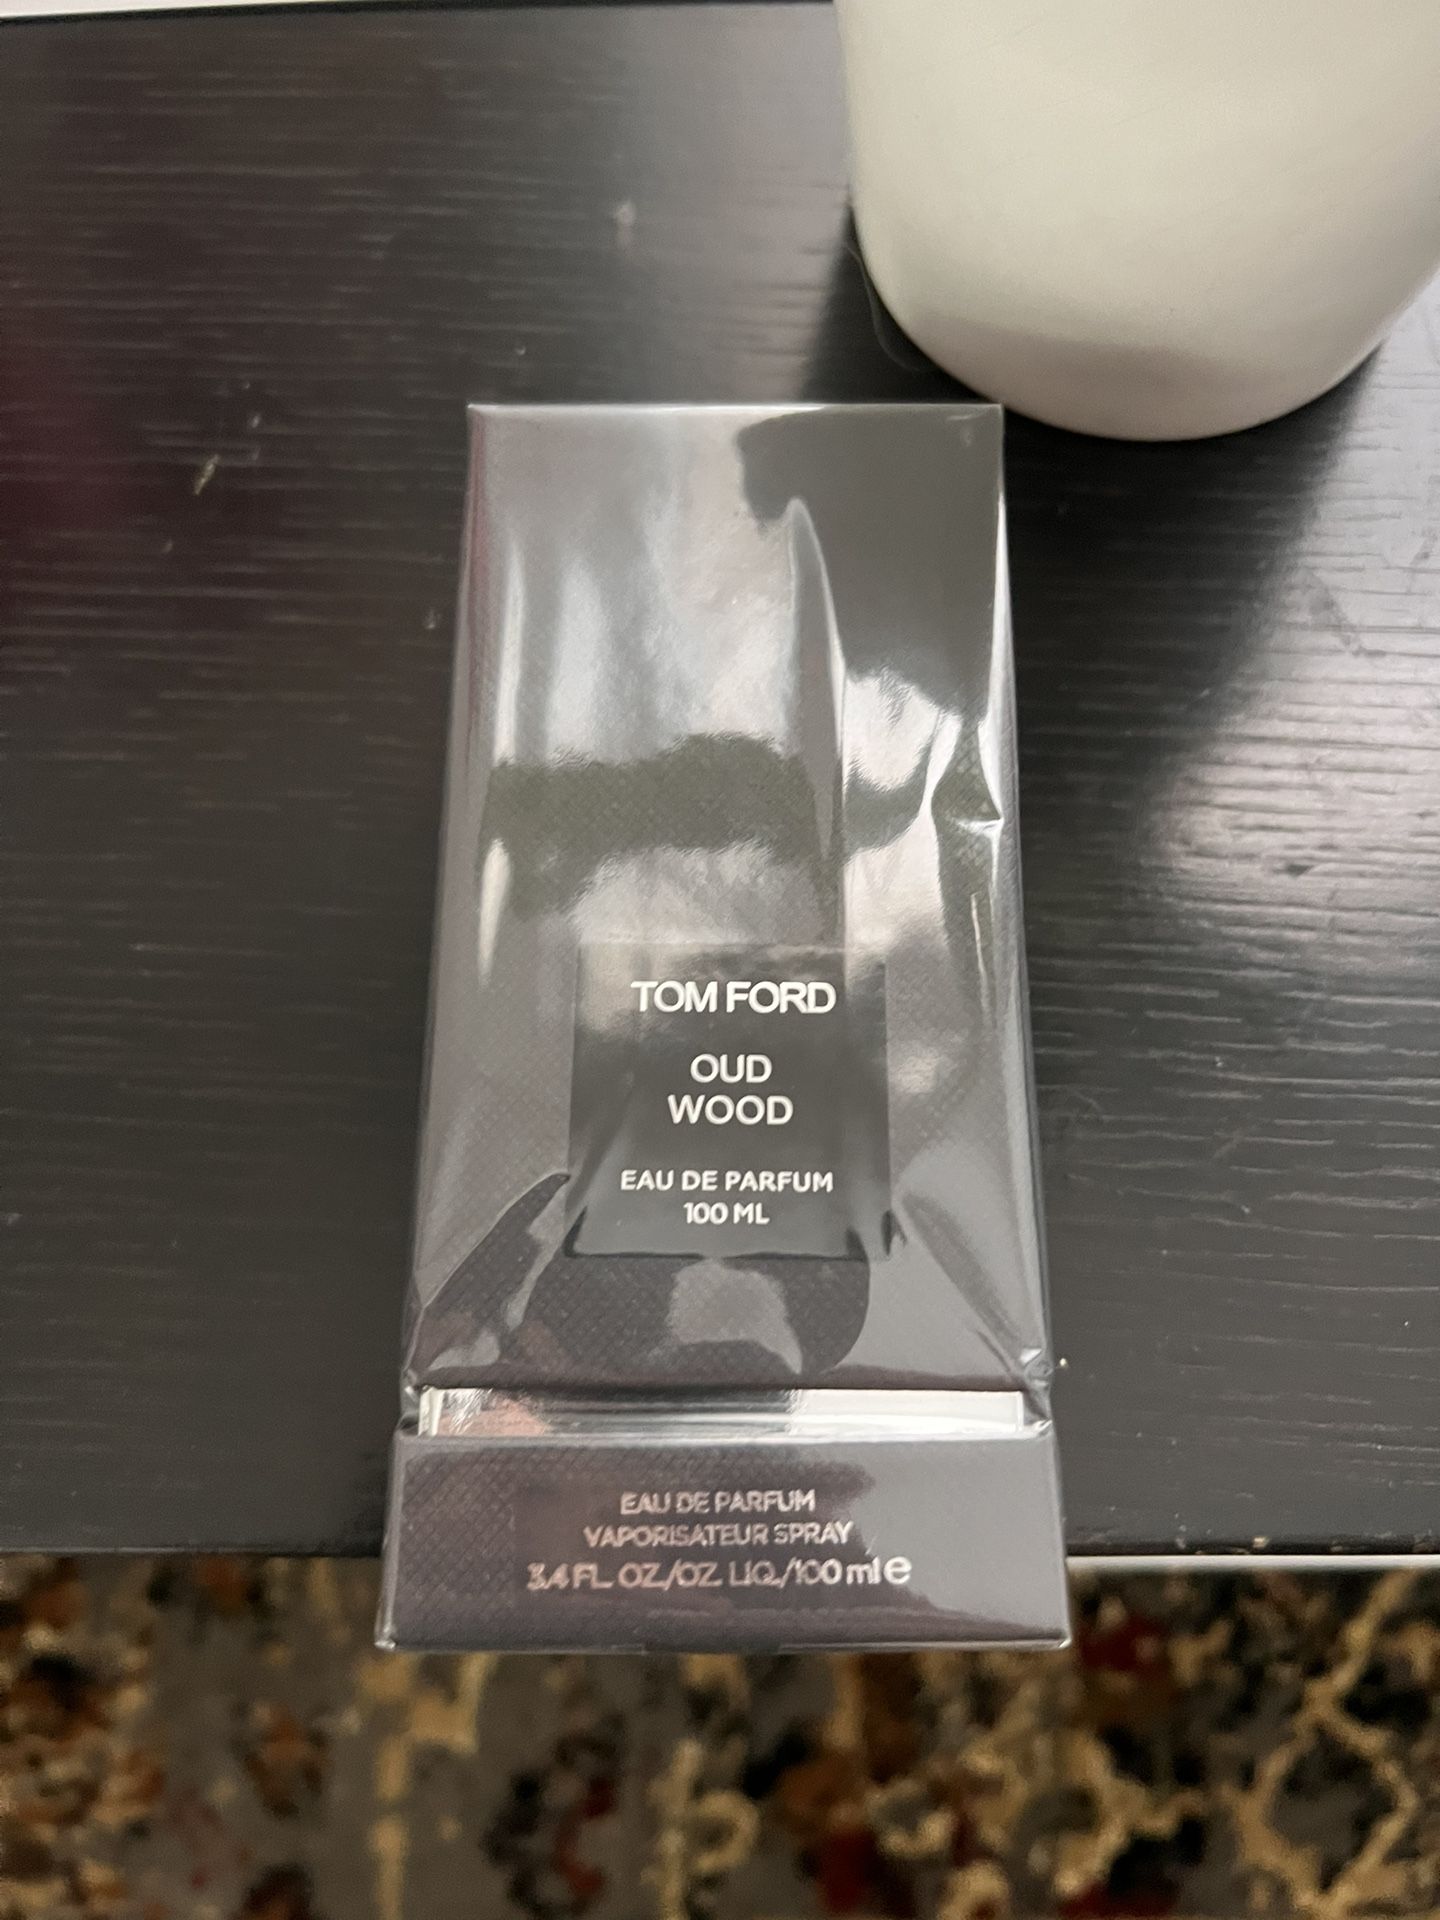 TOM FORD
OUD
WOOD
EAU DE PARFUM
100 ML
EAU DE PARFUM
VAPORISATEUR SPRAY
3.4 FL OZ/OZ LIQ./100 ml e